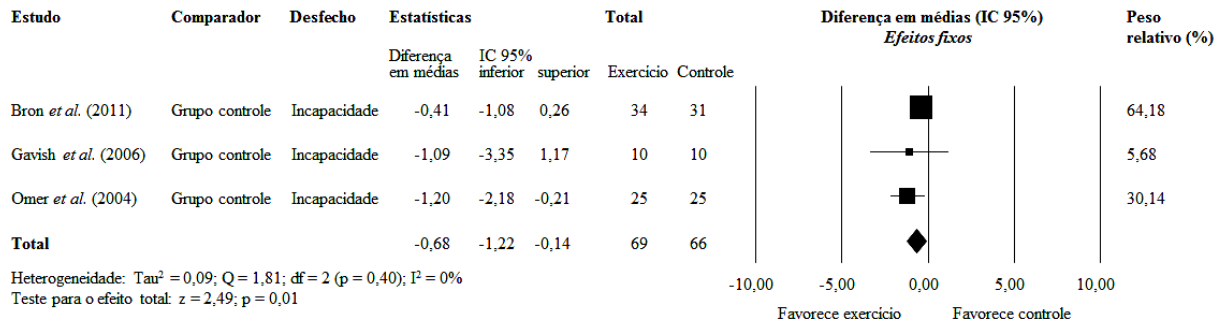 Estudo Comparador Desfecho Estatísticas Total Diferença em médias (IC 95%) Peso
Efeitos fixos relativo (%)
Diferença IC 95%
em médias inferior superior Exercício Controle
Bron et al. (2011) Grupo controle Incapacidade -0,41 -1,08 0,26 34 31 64,18
Gavish et al. (2006) Grupo controle Incapacidade -1,09 -3,35 1,17 10 10 5,68
Omer et al. (2004) Grupo controle Incapacidade -1,20 -2,18 -0,21 25 25 30,14
Total -0,68 -1,22 -0,14 69 66
Heterogeneidade: Tau² = 0,09; Q = 1,81; df = 2 (p = 0,40); I² = 0%
Teste para o efeito total: z = 2,49; p = 0,01
-10,00 -5,00 0,00 5,00 10,00
Favorece exercício Favorece controle